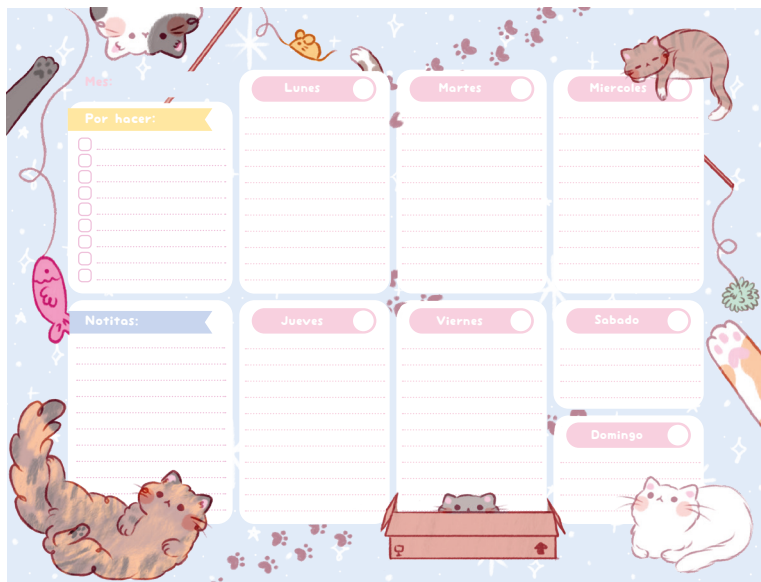 Mes:
Por hacer:
Lunes
Martes
Miercoles
Notitas:
Jueves
Viernes
Sabado
Domingo